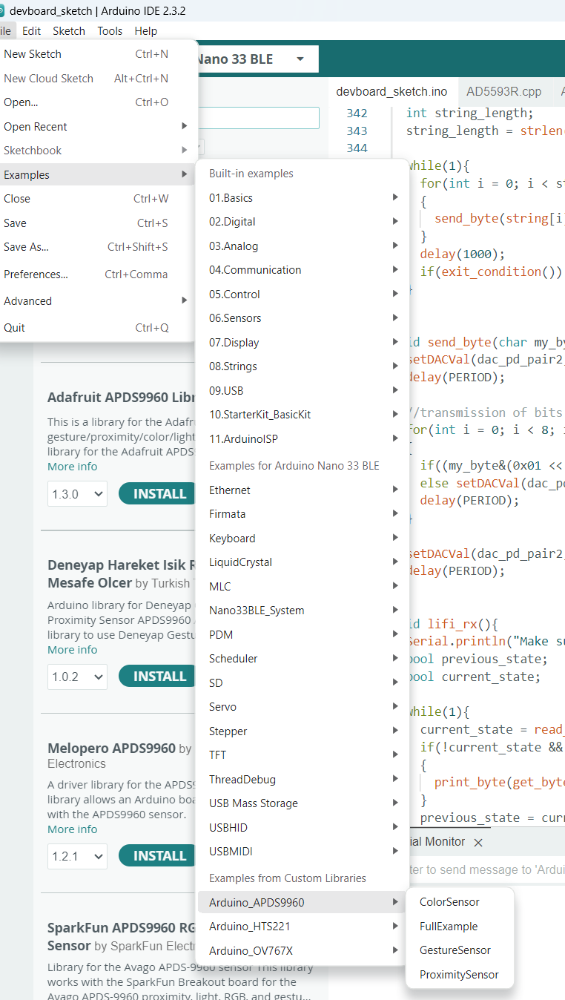 devboard_sketch | Arduino IDE 2.3.2
ile Edit Sketch Tools Help
New Sketch Ctrl+N
New Cloud Sketch Alt+Ctrl+N
Open... Ctrl+O
Open Recent
Sketchbook
Examples
Close Ctrl+W
Save Ctrl+S
Save As... Ctrl+Shift+S
Preferences... Ctrl+Comma
Advanced
Quit Ctrl+Q
Nano 33 BLE
Built-in examples
01.Basics
02.Digital
03.Analog
04.Communication
05.Control
06.Sensors
07.Display
08.Strings
09.USB
10.StarterKit_BasicKit
11.ArduinoISP
Examples for Arduino Nano 33 BLE
Ethernet
Firmata
Keyboard
LiquidCrystal
MLC
Nano33BLE_System
PDM
Scheduler
SD
Servo
Stepper
TFT
ThreadDebug
USB Mass Storage
USBHID
USBMIDI
Examples from Custom Libraries
Arduino_APDS9960
Arduino_HTS221
Arduino_OV767X
ColorSensor
FullExample
GestureSensor
ProximitySensor
Adafruit APDS9960 Libr
This is a library for the Adafr
gesture/proximity/color/light
library for the Adafruit APDS9
More info
1.3.0 INSTALL
Deneyap Hareket Isik R
Mesafe Olcer by Turkish T
Arduino library for Deneyap
Proximity Sensor APDS9960
library to use Deneyap Gestu
More info
1.0.2 INSTALL
Melopero APDS9960 by
Electronics
A driver library for the APDS9
library allows an Arduino boa
with the APDS9960 sensor.
More info
1.2.1 INSTALL
SparkFun APDS9960 RG
Sensor by SparkFun Electr
Library for the Avago APDS-9960 sensor This library
works with the SparkFun Breakout board for the
Avago APDS-9960 proximity, light, RGB, and gestu...
devboard_sketch.ino AD5593R.cpp
342 int string_length;
343 string_length = strlen
344
while(1){
for(int i = 0; i < st
{
send_byte(string[i]
}
delay(1000);
if(exit_condition())
}
id send_byte(char my_by
setDACVal(dac_pd_pair2,
delay(PERIOD);
//transmission of bits
for(int i = 0; i < 8; i
{
if((my_byte&(0x01 <<
else setDACVal(dac_pd
delay(PERIOD);
}
setDACVal(dac_pd_pair2,
delay(PERIOD);
id lifi_rx(){
Serial.println("Make su
bool previous_state;
bool current_state;
while(1){
current_state = read_
if(!current_state &&
{
print_byte(get_byte
}
previous_state = curr
ial Monitor
ter to send message to 'Ardui